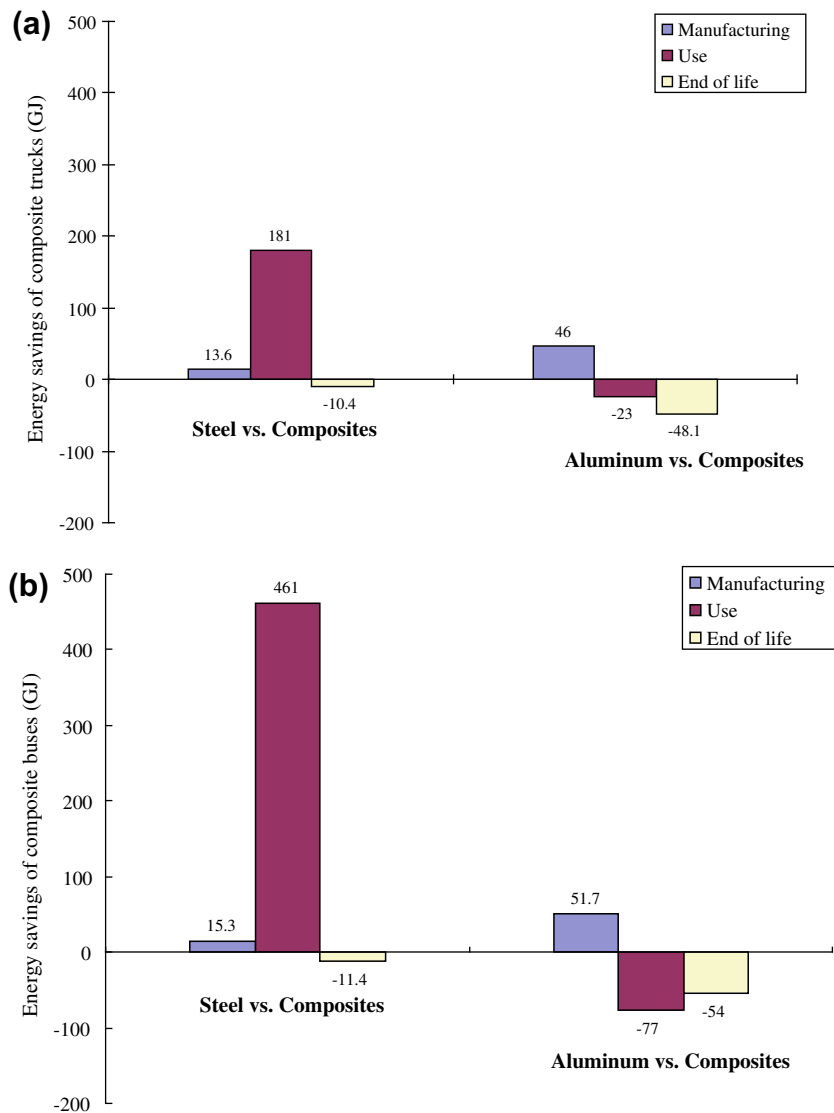 (a)
Energy savings of composite trucks (GJ)
500
400
300
200
100
0
-100
-200
Manufacturing
Use
End of life
181
13.6
-10.4
46
-23
-48.1
Steel vs. Composites
Aluminum vs. Composites
(b)
Energy savings of composite buses (GJ)
500
400
300
200
100
0
-100
-200
Manufacturing
Use
End of life
461
15.3
-11.4
51.7
-77
-54
Steel vs. Composites
Aluminum vs. Composites